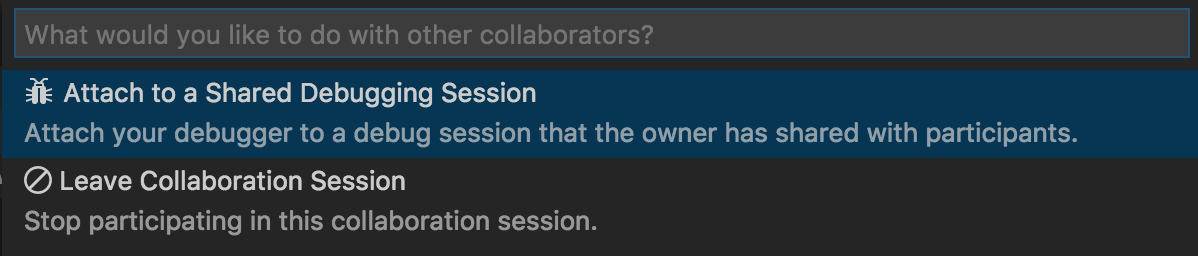 What would you like to do with other collaborators?
Attach to a Shared Debugging Session
Attach your debugger to a debug session that the owner has shared with participants.
Leave Collaboration Session
Stop participating in this collaboration session.